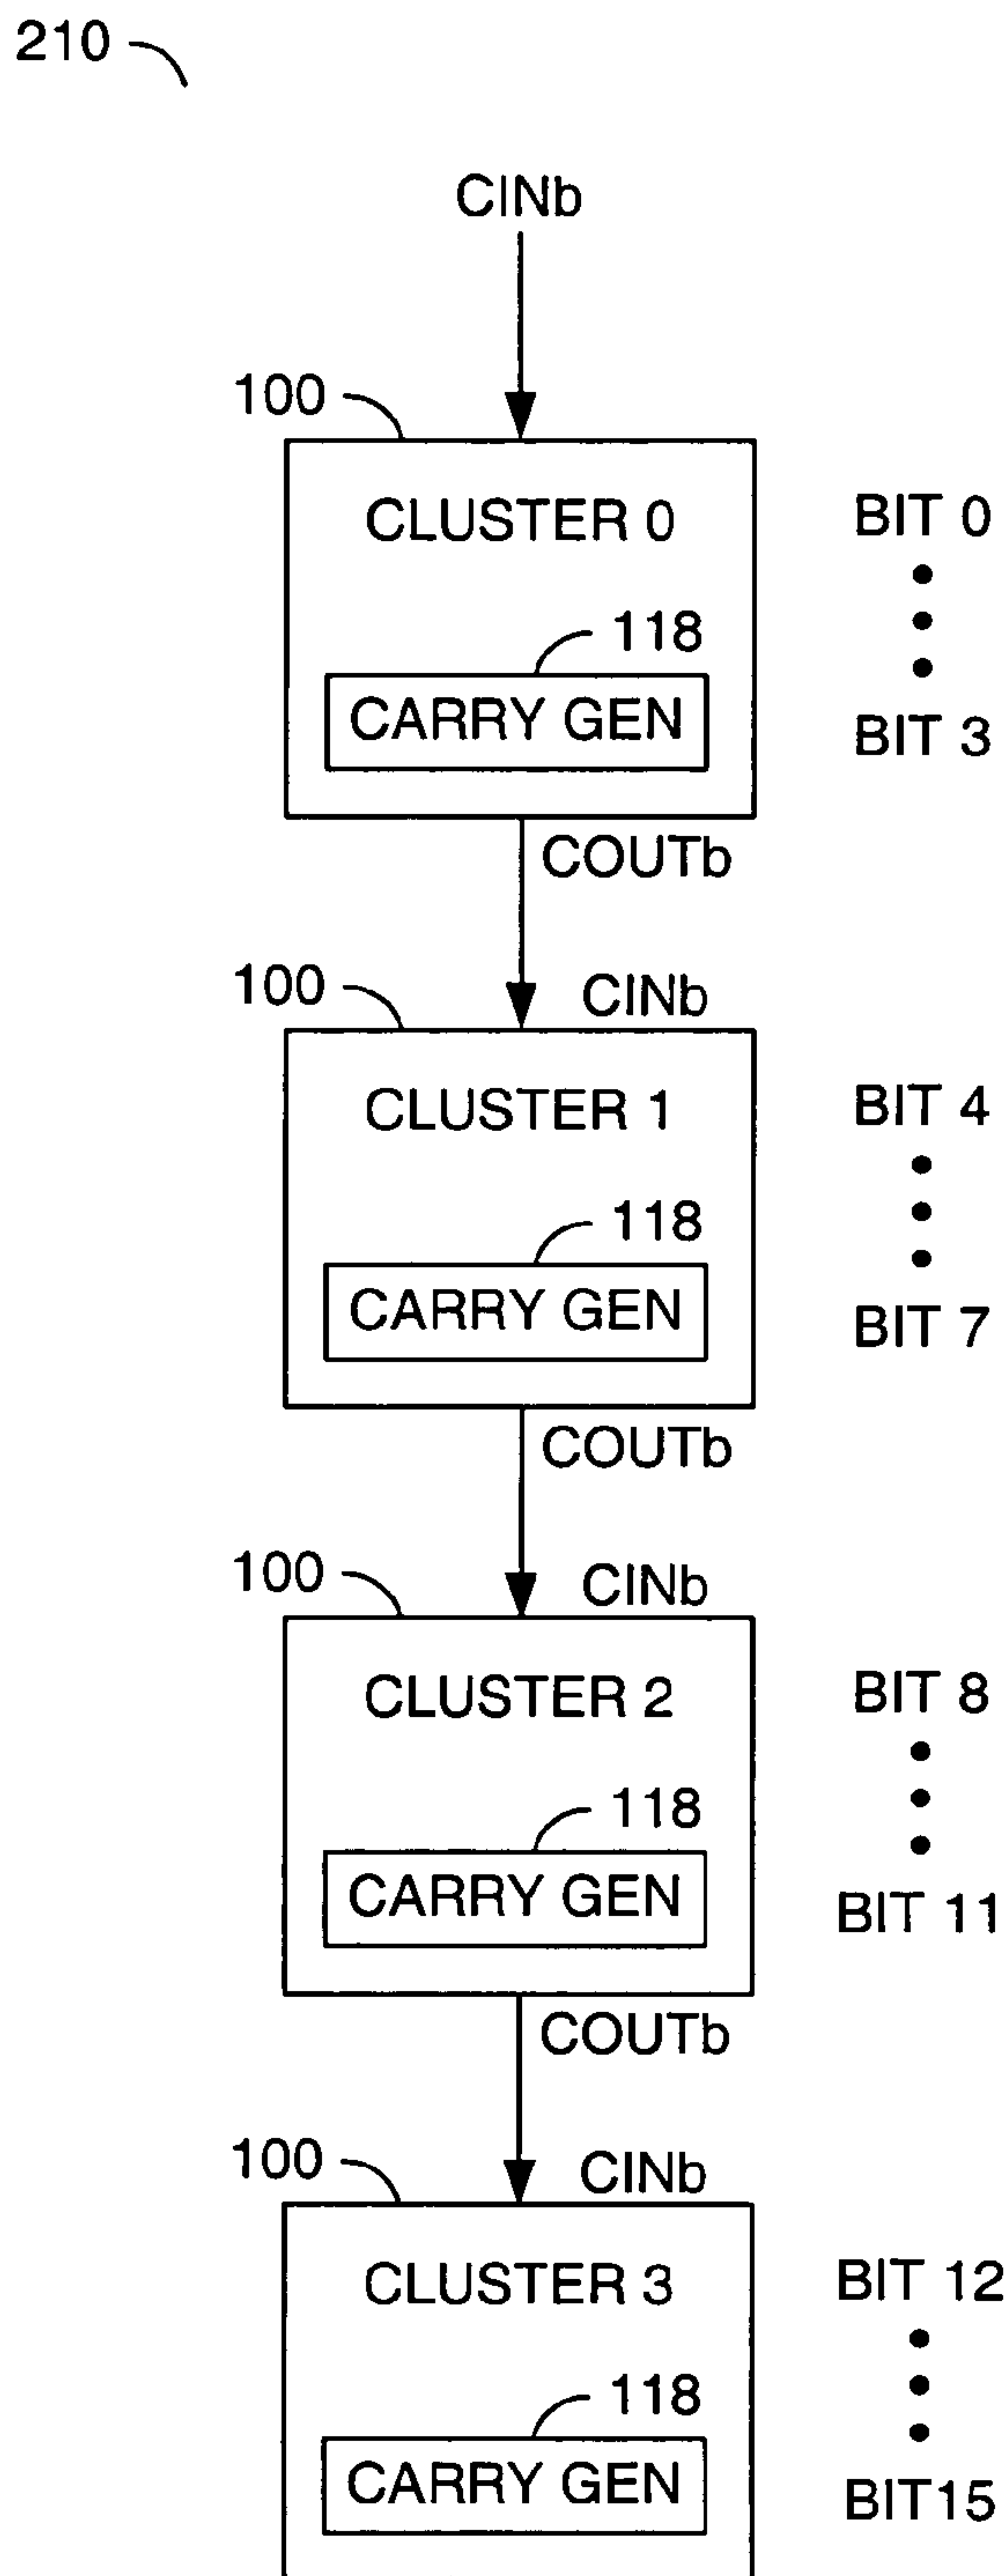 210
CINb
100
CLUSTER 0
BIT 0
118
CARRY GEN
BIT 3
COUTb
100
CINb
CLUSTER 1
BIT 4
118
CARRY GEN
BIT 7
COUTb
100
CINb
CLUSTER 2
BIT 8
118
CARRY GEN
BIT 11
COUTb
100
CINb
CLUSTER 3
BIT 12
118
CARRY GEN
BIT15